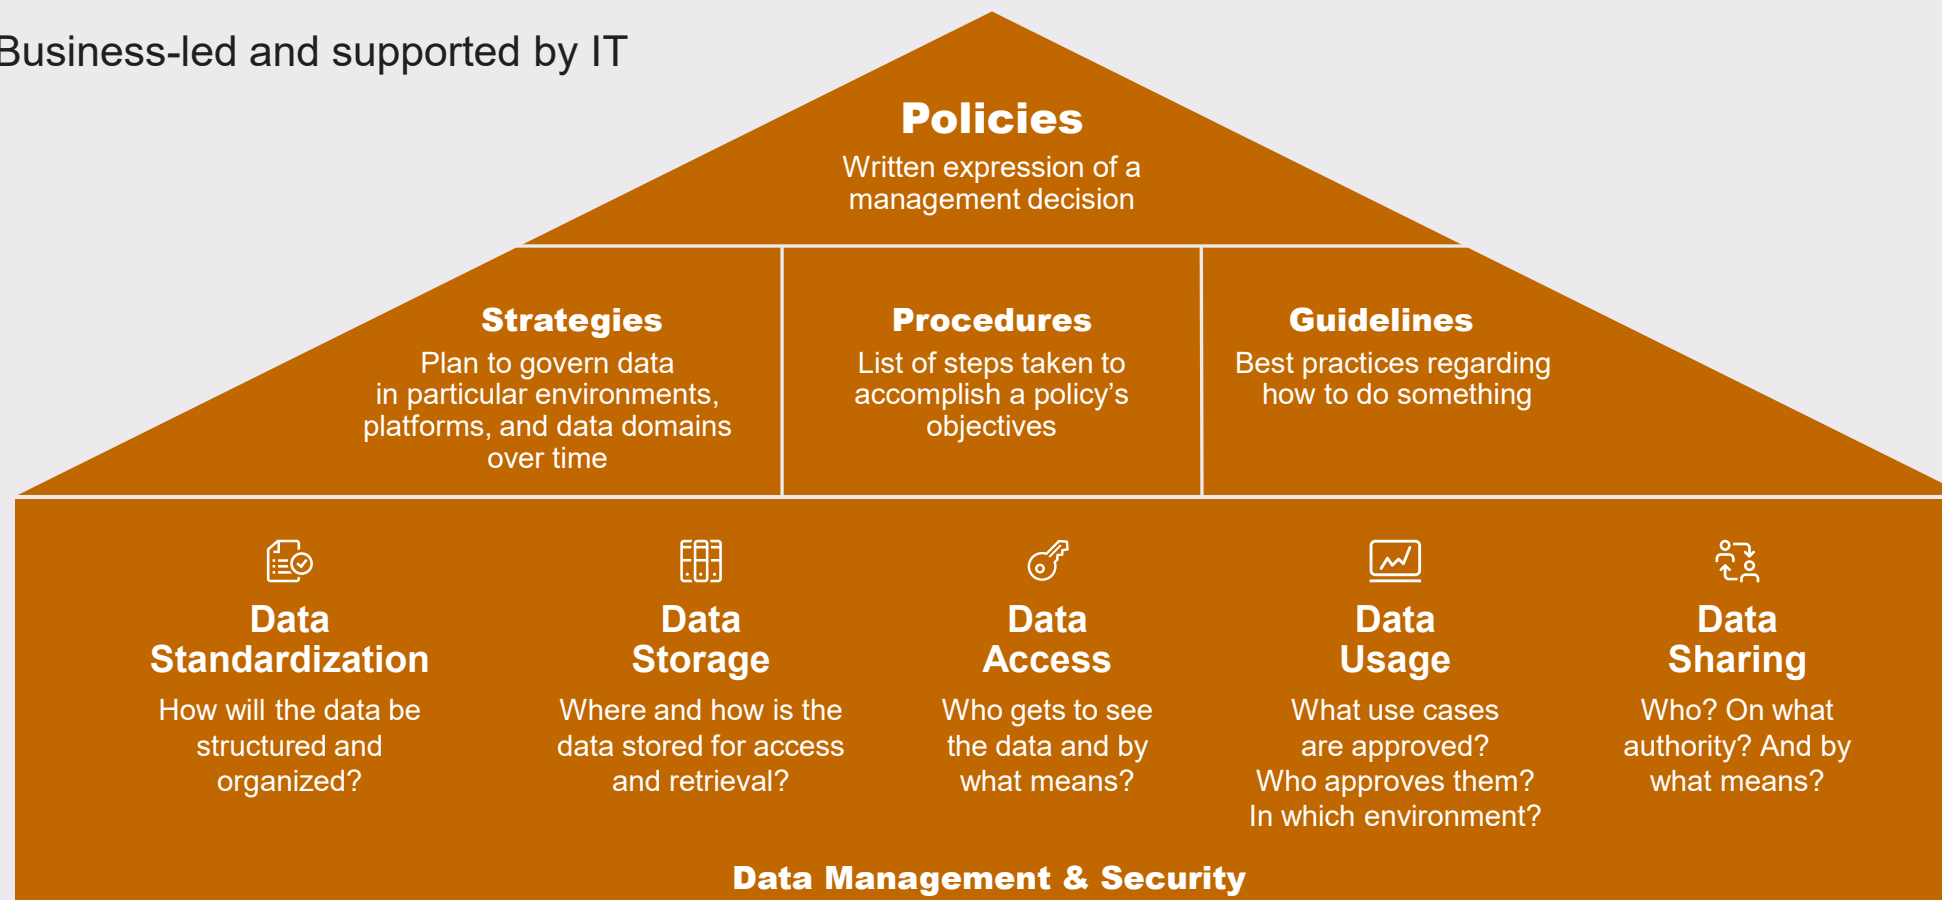 Business-led and supported by IT
Policies
Written expression of a
management decision
Strategies
Plan to govern data
in particular environments,
platforms, and data domains
over time
Procedures
List of steps taken to
accomplish a policy’s
objectives
Guidelines
Best practices regarding
how to do something
Data
Standardization
How will the data be
structured and
organized?
Data
Storage
Where and how is the
data stored for access
and retrieval?
Data
Access
Who gets to see
the data and by
what means?
Data
Usage
What use cases
are approved?
Who approves them?
In which environment?
Data
Sharing
Who? On what
authority? And by
what means?
Data Management & Security